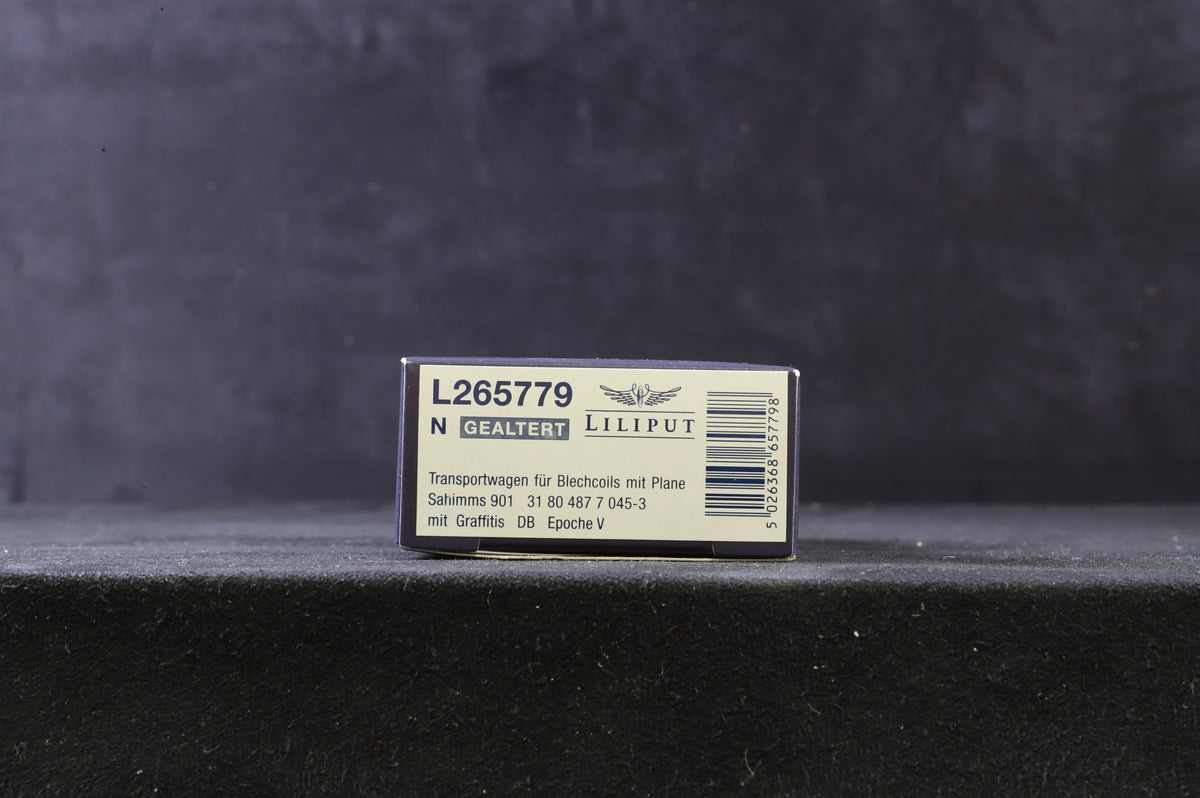 L265779
N GEALTERT
LILIPUT
Transportwagen für Blechcoils mit Plane
Sahimms 901 31 80 487 7 045-3
mit Graffitis DB Epoche V
5 026368 657798